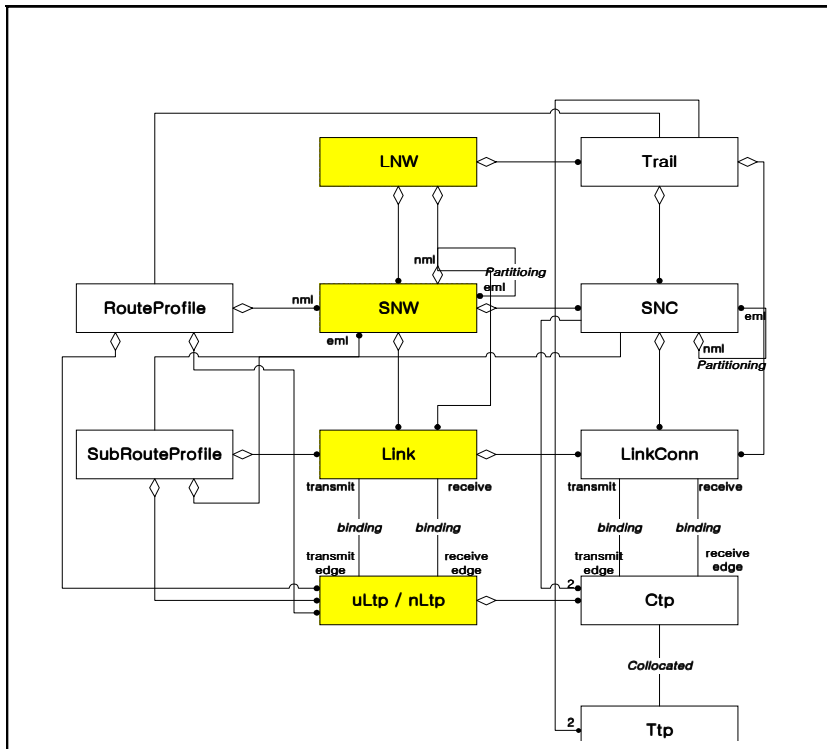 LNW
Trail
nml
Partitioing
eml
RouteProfile
nml
SNW
SNC
eml
eml
nml
Partitioning
SubRouteProfile
Link
LinkConn
transmit
receive
transmit
receive
binding
binding
binding
binding
transmit
edge
receive
edge
transmit
edge
receive
edge
2
uLtp / nLtp
Ctp
Collocated
2
Ttp